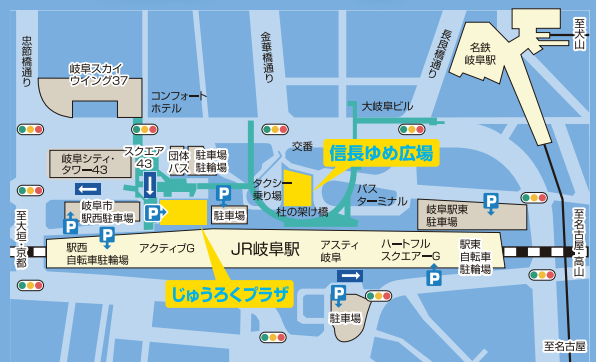 忠節橋通り
金華橋通り
長良橋通り
至犬山
名鉄
岐阜駅
岐阜スカイ
ウイング37
コンフォート
ホテル
大岐阜ビル
交番
信長ゆめ広場
岐阜シティ・
タワー43
スクエア
43
団体
バス
駐車場
駐輪場
P
タクシー
乗り場
杜の架け橋
バス
ターミナル
岐阜市
駅西駐車場
P
P
駐車場
岐阜駅東
駐車場
P
至大垣・京都
至名古屋・高山
P
駅西
自転車駐輪場
アクティブG
JR岐阜駅
アスティ
岐阜
ハートフル
スクエアーG
駅東
自転車
駐輪場
P
じゅうろくプラザ
P
駐車場
至名古屋